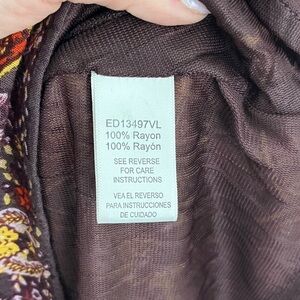 ED13497VL
100% Rayon
100% Rayón
SEE REVERSE
FOR CARE
INSTRUCTIONS
VEA EL REVERSO
PARA INSTRUCCIONES
DE CUIDADO